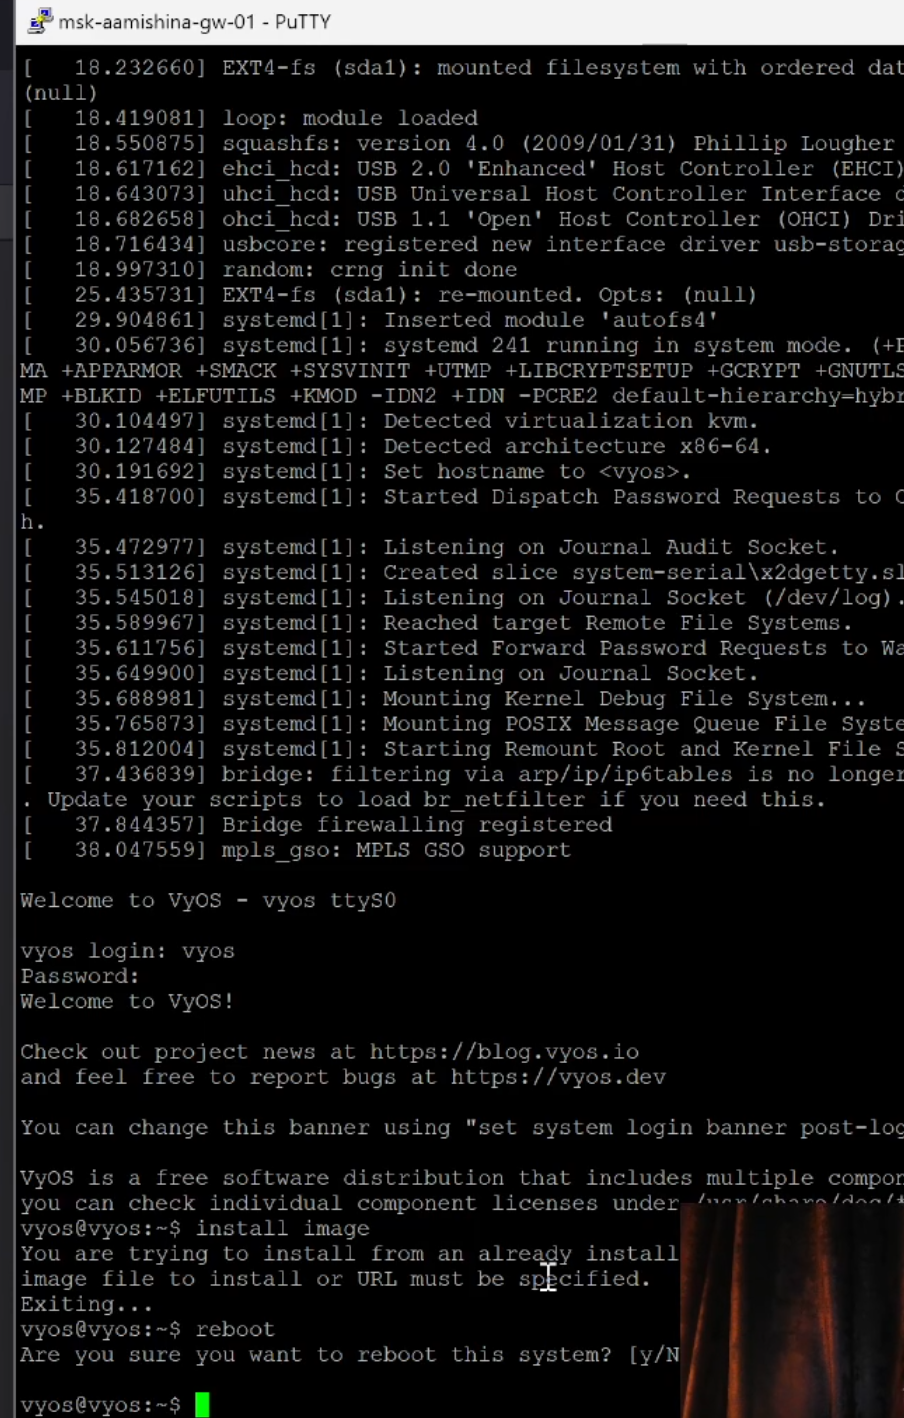 msk-aamishina-gw-01 - PuTTY
[   18.232660] EXT4-fs (sda1): mounted filesystem with ordered dat
(null)
[   18.419081] loop: module loaded
[   18.550875] squashfs: version 4.0 (2009/01/31) Phillip Lougher
[   18.617162] ehci_hcd: USB 2.0 'Enhanced' Host Controller (EHCI)
[   18.643073] uhci_hcd: USB Universal Host Controller Interface d
[   18.682658] ohci_hcd: USB 1.1 'Open' Host Controller (OHCI) Dri
[   18.716434] usbcore: registered new interface driver usb-storag
[   18.997310] random: crng init done
[   25.435731] EXT4-fs (sda1): re-mounted. Opts: (null)
[   29.904861] systemd[1]: Inserted module 'autofs4'
[   30.056736] systemd[1]: systemd 241 running in system mode. (+P
MA +APPARMOR +SMACK +SYSVINIT +UTMP +LIBCRYPTSETUP +GCRYPT +GNUTLS
MP +BLKID +ELFUTILS +KMOD -IDN2 +IDN -PCRE2 default-hierarchy=hybr
[   30.104497] systemd[1]: Detected virtualization kvm.
[   30.127484] systemd[1]: Detected architecture x86-64.
[   30.191692] systemd[1]: Set hostname to <vyos>.
[   35.418700] systemd[1]: Started Dispatch Password Requests to C
h.
[   35.472977] systemd[1]: Listening on Journal Audit Socket.
[   35.513126] systemd[1]: Created slice system-serial\x2dgetty.sl
[   35.545018] systemd[1]: Listening on Journal Socket (/dev/log).
[   35.589967] systemd[1]: Reached target Remote File Systems.
[   35.611756] systemd[1]: Started Forward Password Requests to Wa
[   35.649900] systemd[1]: Listening on Journal Socket.
[   35.688981] systemd[1]: Mounting Kernel Debug File System...
[   35.765873] systemd[1]: Mounting POSIX Message Queue File Syste
[   35.812004] systemd[1]: Starting Remount Root and Kernel File S
[   37.436839] bridge: filtering via arp/ip/ip6tables is no longer
. Update your scripts to load br_netfilter if you need this.
[   37.844357] Bridge firewalling registered
[   38.047559] mpls_gso: MPLS GSO support
Welcome to VyOS - vyos ttyS0
vyos login: vyos
Password:
Welcome to VyOS!
Check out project news at https://blog.vyos.io
and feel free to report bugs at https://vyos.dev
You can change this banner using "set system login banner post-log
VyOS is a free software distribution that includes multiple compon
you can check individual component licenses under /usr/share/doc/*
vyos@vyos:~$ install image
You are trying to install from an already install
image file to install or URL must be specified.
Exiting...
vyos@vyos:~$ reboot
Are you sure you want to reboot this system? [y/N
vyos@vyos:~$